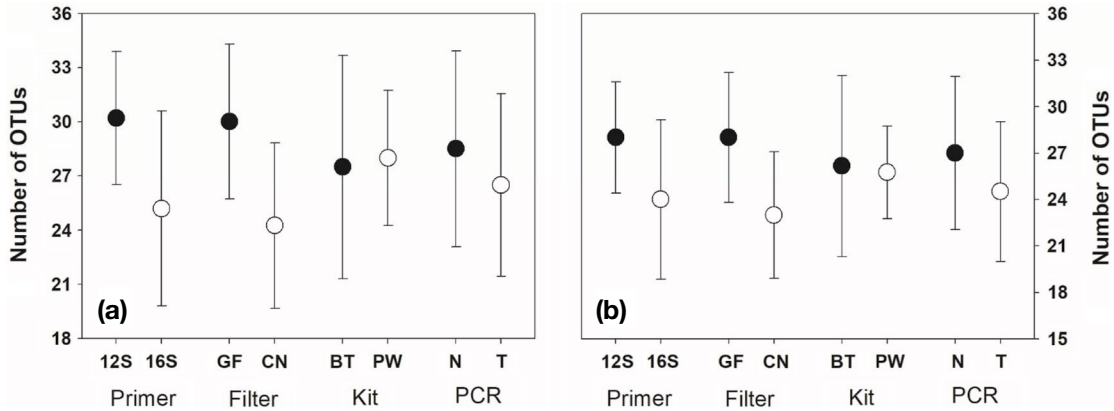 Number of OTUs
36
33
30
27
24
21
18
(a)
12S 16S GF CN BT PW N T
Primer Filter Kit PCR
(b)
12S 16S GF CN BT PW N T
Primer Filter Kit PCR
36
33
30
27
24
21
18
15
Number of OTUs